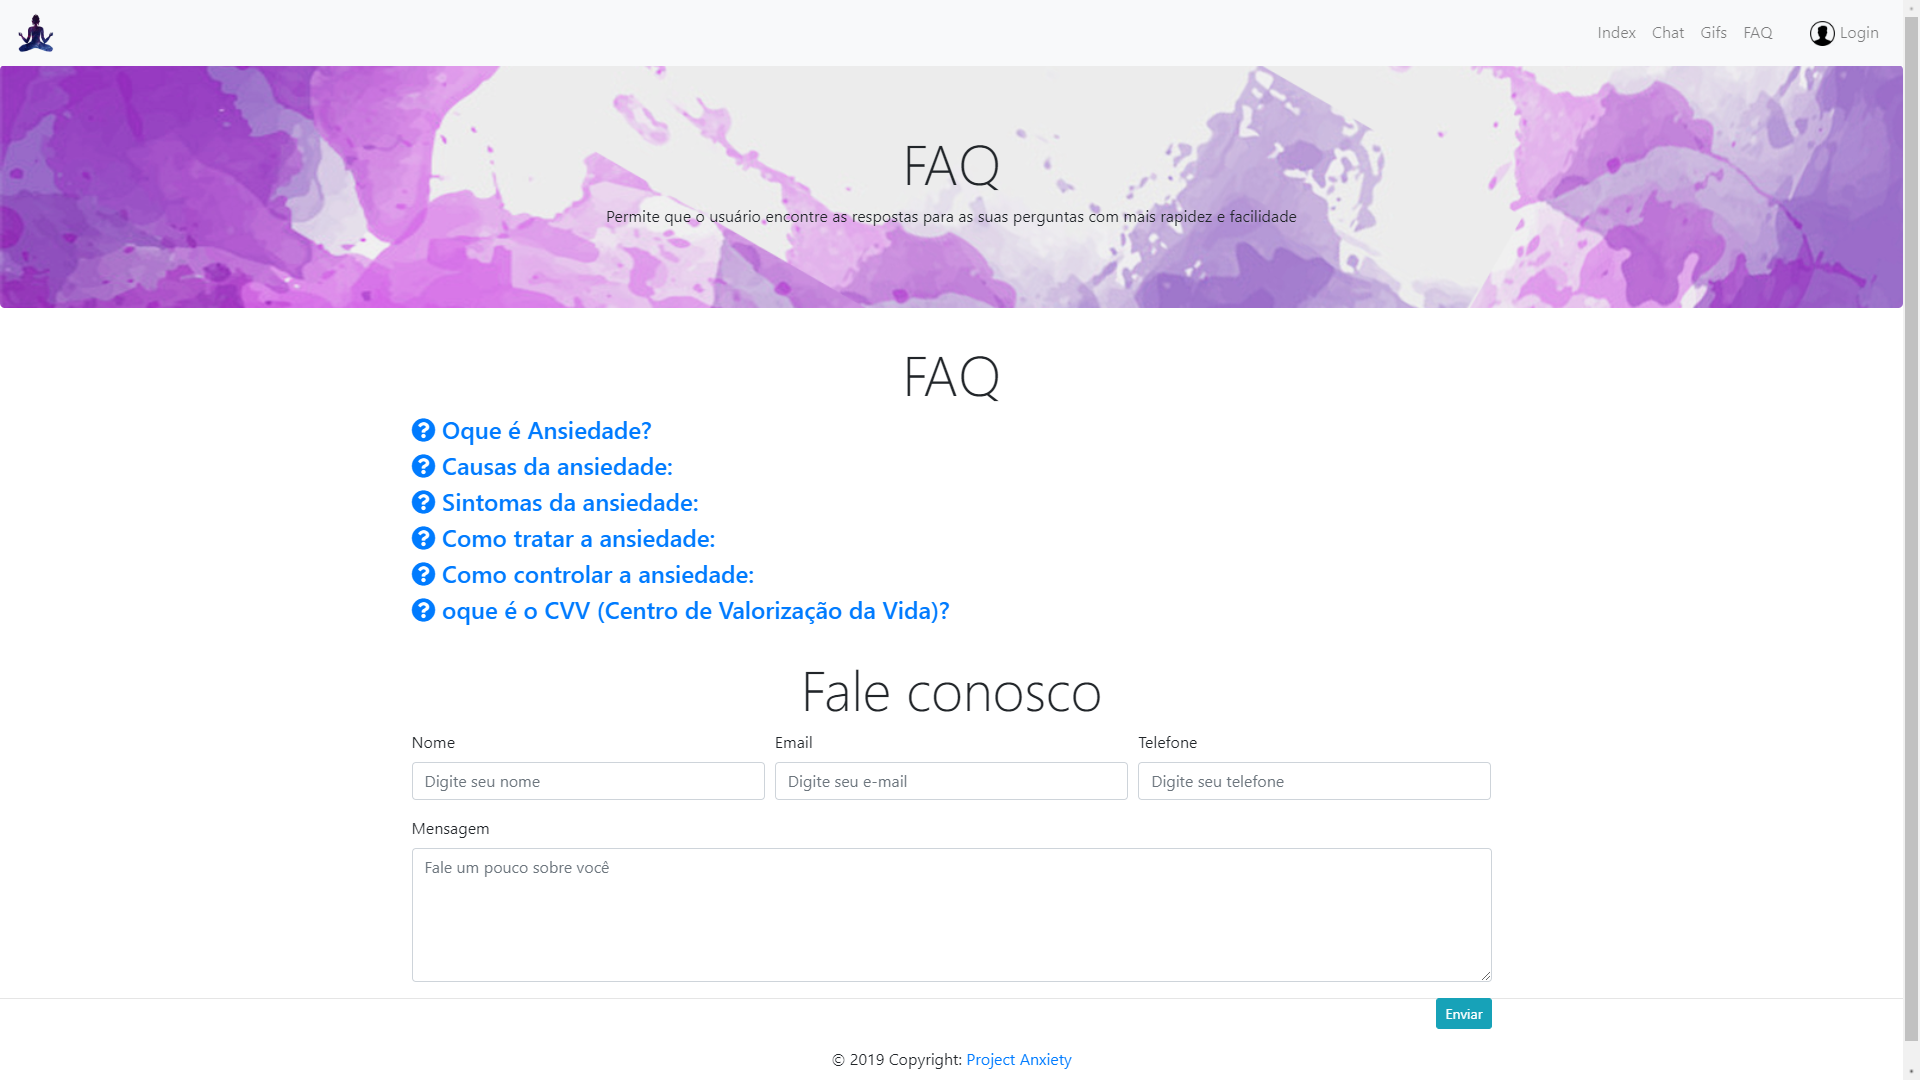 Index Chat Gifs FAQ Login
FAQ
Permite que o usuário encontre as respostas para as suas perguntas com mais rapidez e facilidade
FAQ
Oque é Ansiedade?
Causas da ansiedade:
Sintomas da ansiedade:
Como tratar a ansiedade:
Como controlar a ansiedade:
oque é o CVV (Centro de Valorização da Vida)?
Fale conosco
Nome Email Telefone
Digite seu nome Digite seu e-mail Digite seu telefone
Mensagem
Fale um pouco sobre você
Enviar
© 2019 Copyright: Project Anxiety